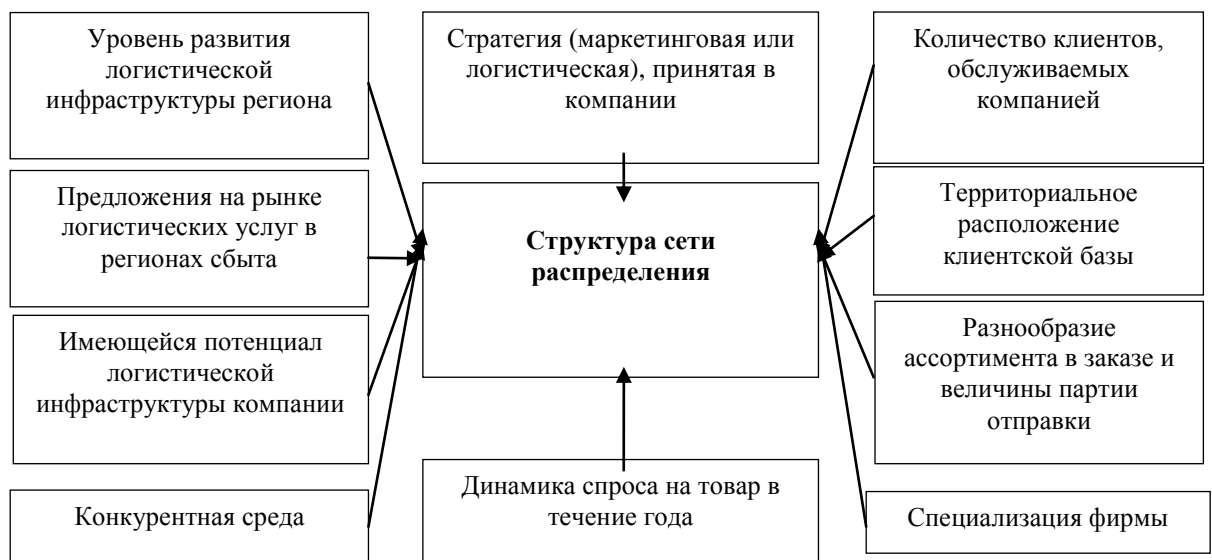 Уровень развития
логистической
инфраструктуры региона
Стратегия (маркетинговая или
логистическая), принятая в
компании
Количество клиентов,
обслуживаемых
компанией
Предложения на рынке
логистических услуг в
регионах сбыта
Структура сети
распределения
Территориальное
расположение
клиентской базы
Имеющейся потенциал
логистической
инфраструктуры компании
Разнообразие
ассортимента в заказе и
величины партии
отправки
Конкурентная среда
Динамика спроса на товар в
течение года
Специализация фирмы